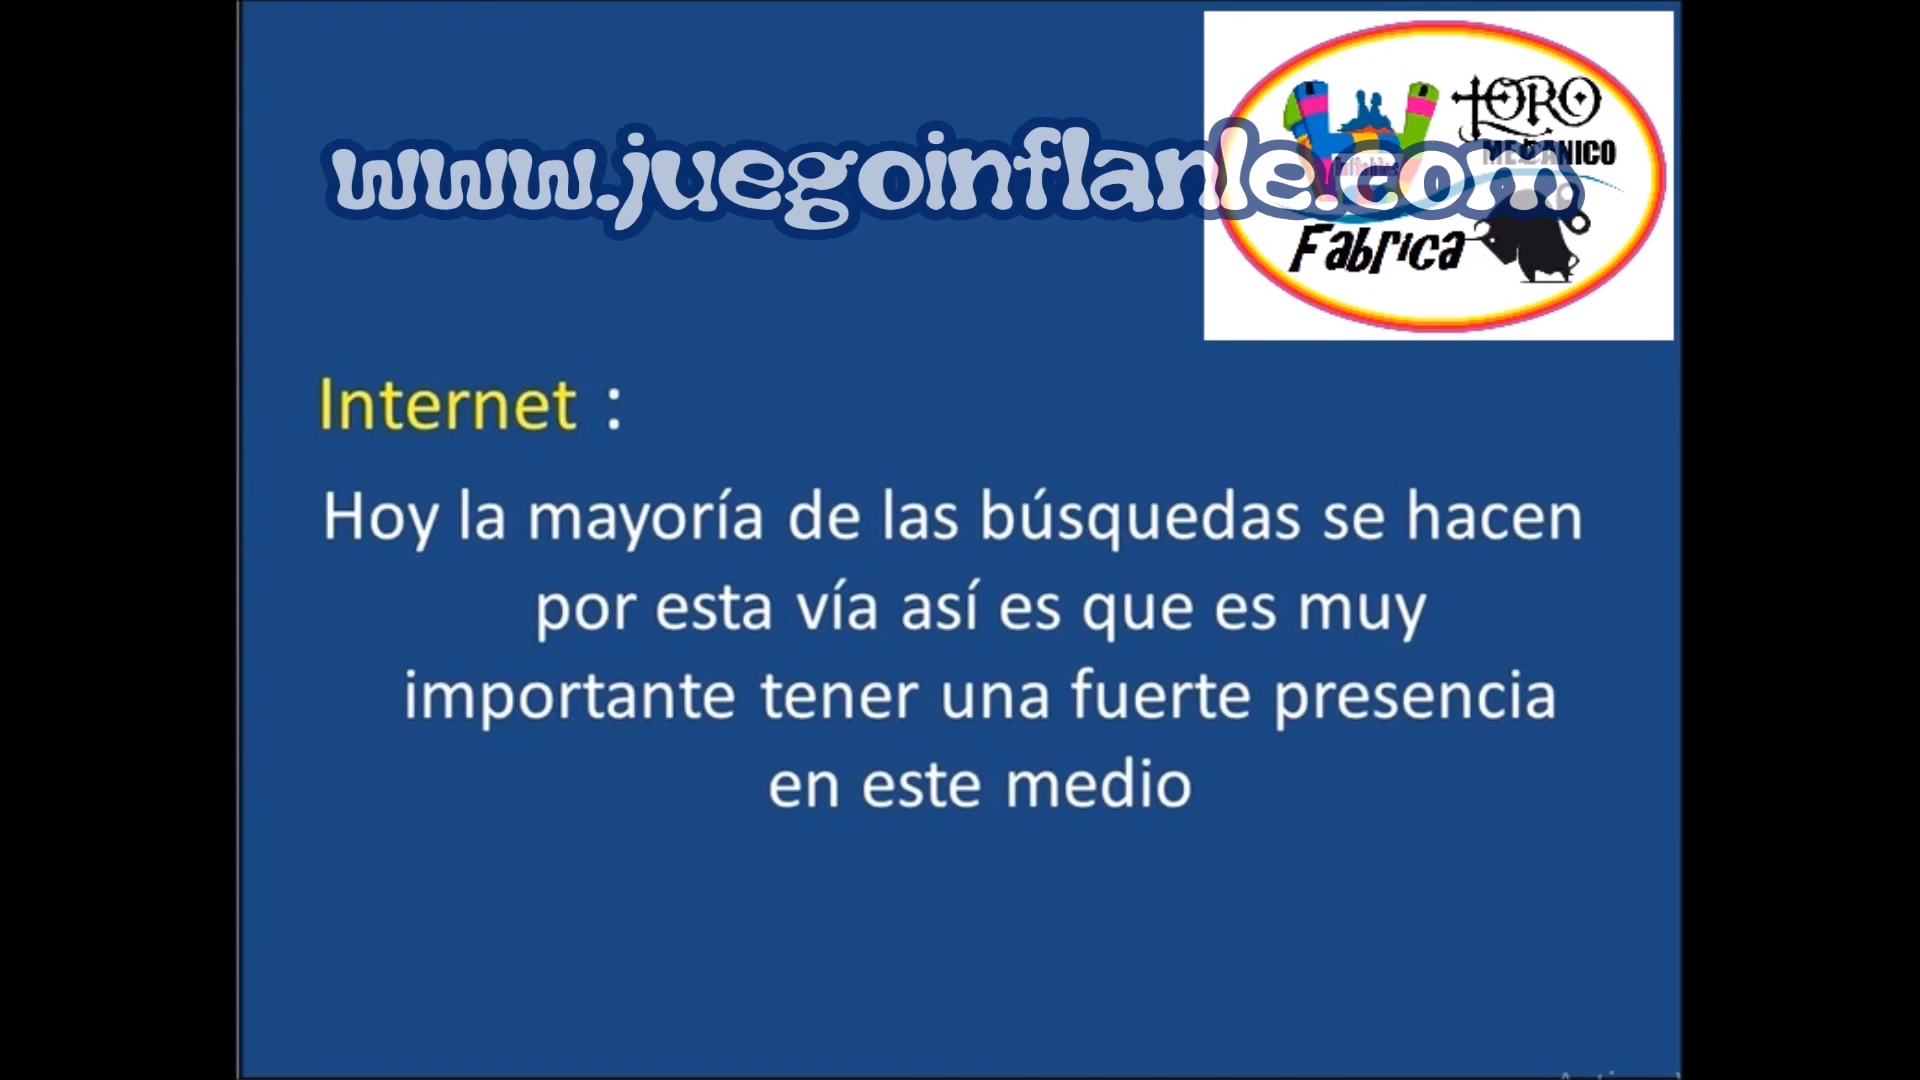 www.juegoinflanle.com
TORO
MECANICO
Fabrica
Internet :
Hoy la mayoría de las búsquedas se hacen
por esta vía así es que es muy
importante tener una fuerte presencia
en este medio